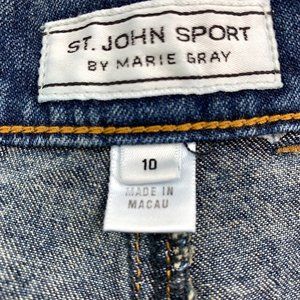 ST. JOHN SPORT
BY MARIE GRAY
10
MADE IN
MACAU